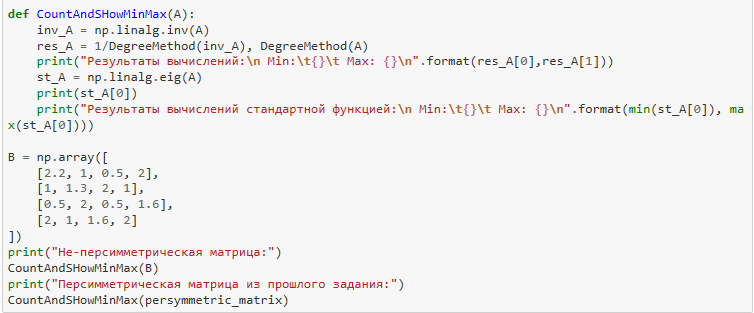 def CountAndSHowMinMax(A):
    inv_A = np.linalg.inv(A)
    res_A = 1/DegreeMethod(inv_A), DegreeMethod(A)
    print("Результаты вычислений:\n Min:\t{}\t Max: {}\n".format(res_A[0],res_A[1]))
    st_A = np.linalg.eig(A)
    print(st_A[0])
    print("Результаты вычислений стандартной функцией:\n Min:\t{}\t Max: {}\n".format(min(st_A[0]), ma
x(st_A[0])))

B = np.array([
    [2.2, 1, 0.5, 2],
    [1, 1.3, 2, 1],
    [0.5, 2, 0.5, 1.6],
    [2, 1, 1.6, 2]
])
print("Не-персимметрическая матрица:")
CountAndSHowMinMax(B)
print("Персимметрическая матрица из прошлого задания:")
CountAndSHowMinMax(persymmetric_matrix)